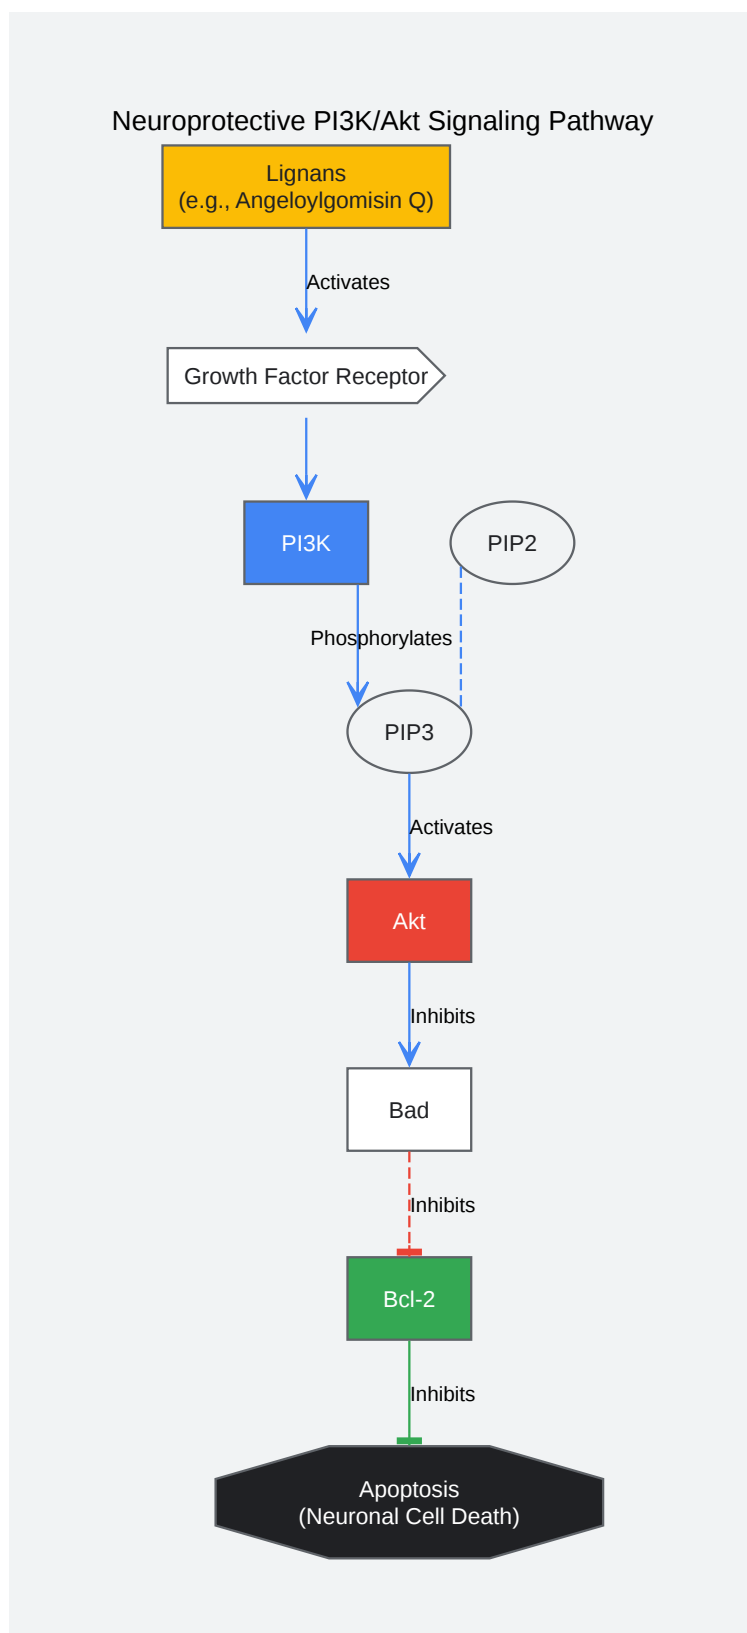 Neuroprotective PI3K/Akt Signaling Pathway
Lignans
(e.g., Angeloylgomisin Q)
Activates
Growth Factor Receptor
PI3K
PIP2
Phosphorylates
PIP3
Activates
Akt
Inhibits
Bad
Inhibits
Bcl-2
Inhibits
Apoptosis
(Neuronal Cell Death)